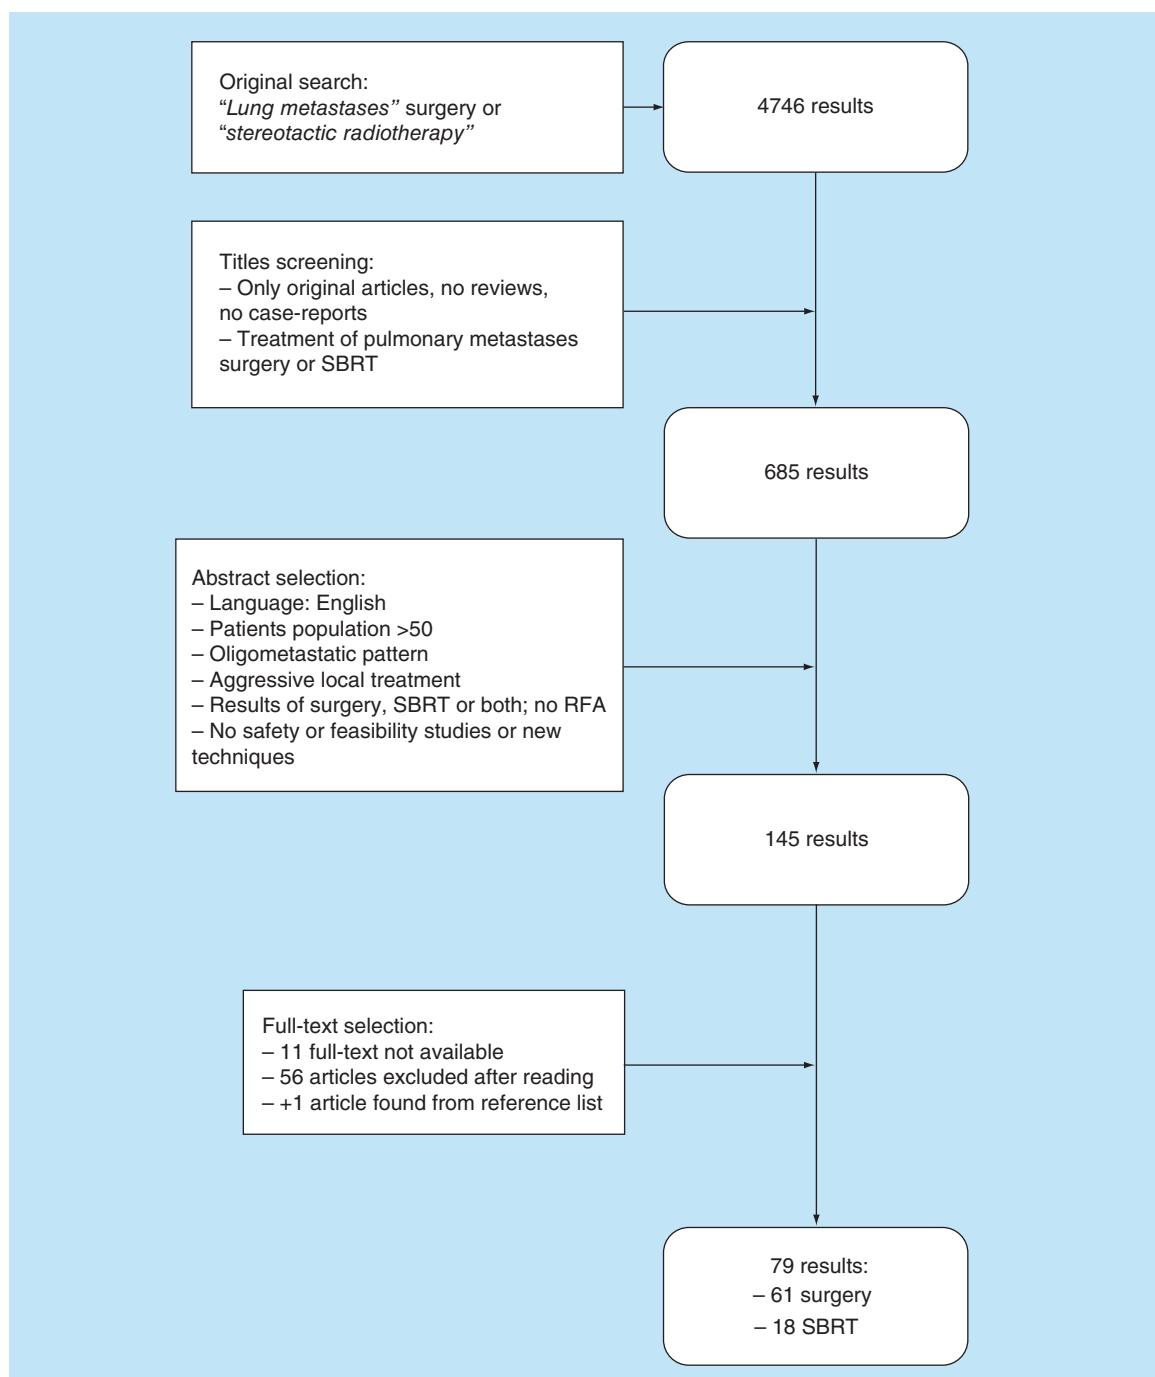 Original search:
“Lung metastases” surgery or
“stereotactic radiotherapy”
4746 results
Titles screening:
– Only original articles, no reviews,
no case-reports
– Treatment of pulmonary metastases
surgery or SBRT
685 results
Abstract selection:
– Language: English
– Patients population >50
– Oligometastatic pattern
– Aggressive local treatment
– Results of surgery, SBRT or both; no RFA
– No safety or feasibility studies or new
techniques
145 results
Full-text selection:
– 11 full-text not available
– 56 articles excluded after reading
– +1 article found from reference list
79 results:
– 61 surgery
– 18 SBRT